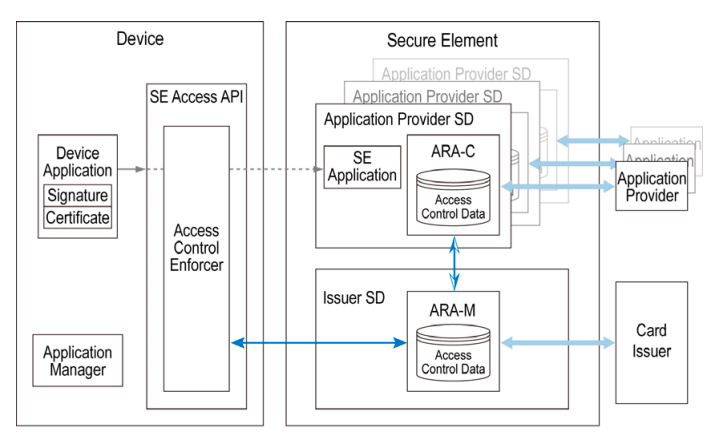 Device
Secure Element
SE Access API
Device
Application
Signature
Certificate
Access
Control
Enforcer
Application
Manager
Application Provider SD
Application Provider SD
Application Provider SD
SE
Application
ARA-C
Access
Control Data
Issuer SD
ARA-M
Access
Control Data
Application
Application
Application
Provider
Card
Issuer